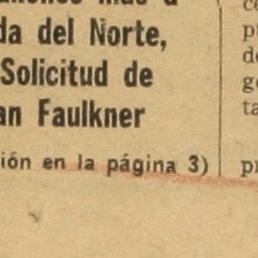 da del Norte,
Solicitud de
an Faulkner
ión en la página 3)